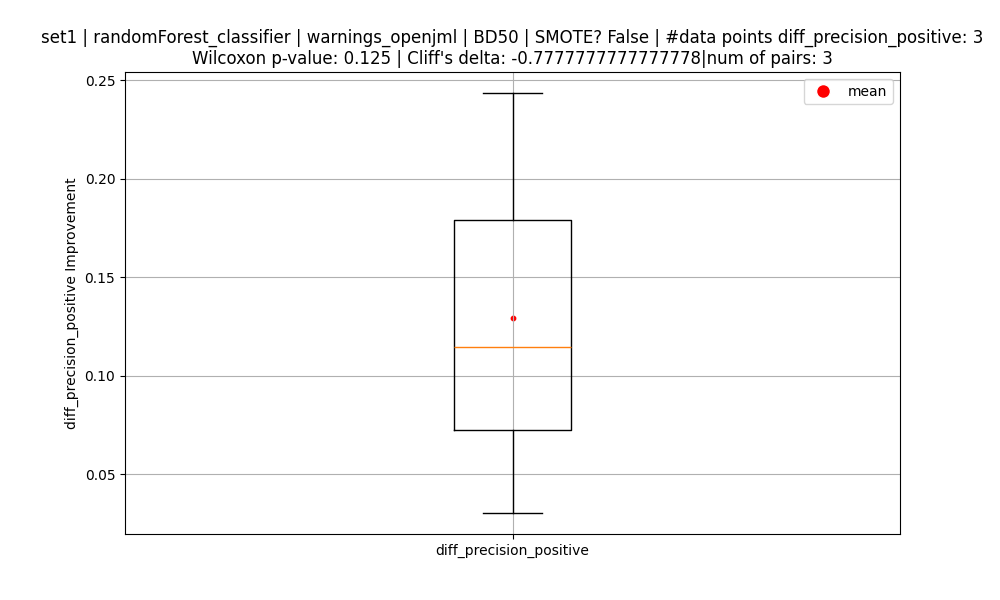 set1 | randomForest_classifier | warnings_openjml | BD50 | SMOTE? False | #data points diff_precision_positive: 3
Wilcoxon p-value: 0.125 | Cliff's delta: -0.7777777777777778|num of pairs: 3
mean
0.25
0.20
0.15
0.10
0.05
diff_precision_positive Improvement
diff_precision_positive